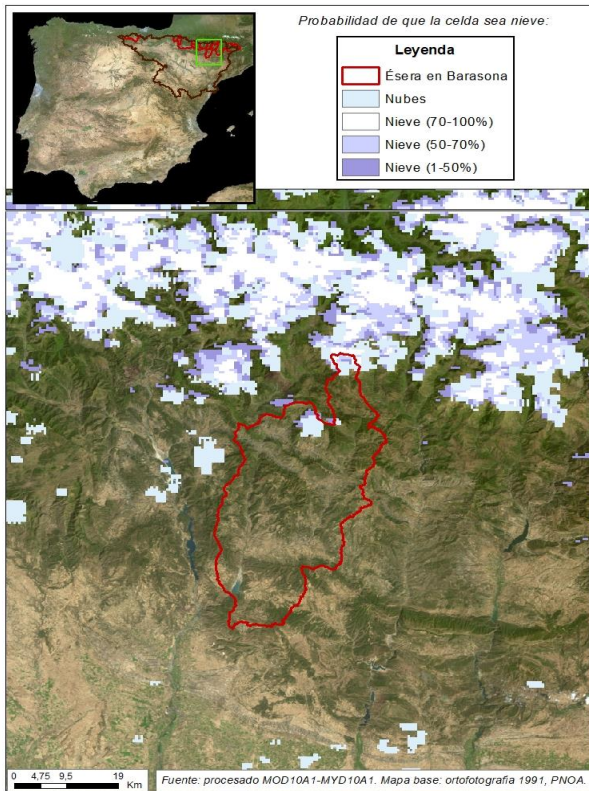 Probabilidad de que la celda sea nieve:
Leyenda
Ésera en Barasona
Nubes
Nieve (70-100%)
Nieve (50-70%)
Nieve (1-50%)
0 4,75 9,5 19
Km
Fuente: procesado MOD10A1-MYD10A1. Mapa base: ortofotografia 1991, PNOA.